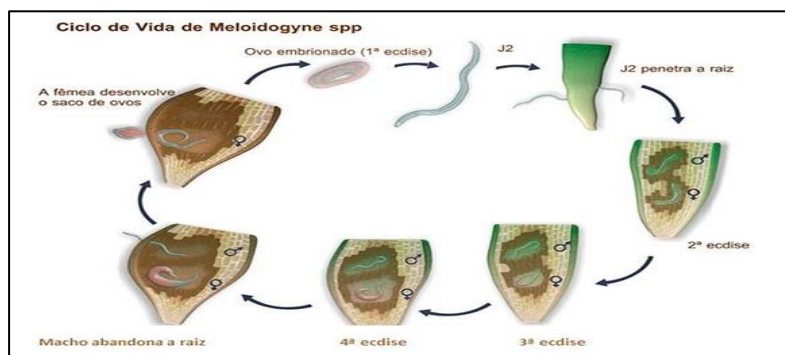 Ciclo de Vida de Meloidogyne spp
Ovo embrionado (1ª ecdise)
J2
J2 penetra a raiz
A fêmea desenvolve
o saco de ovos
♀
♂
♀
2ª ecdise
♂
♀
♂
♀
♂
♀
Macho abandona a raiz
4ª ecdise
3ª ecdise